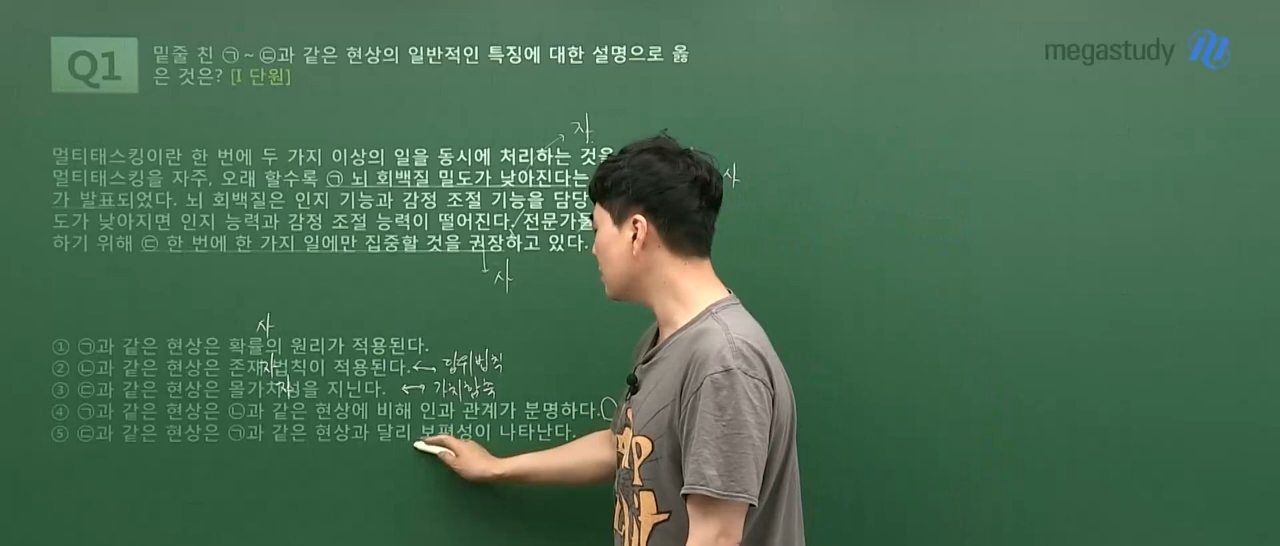 Q1
밑줄 친 ㉠~㉢과 같은 현상의 일반적인 특징에 대한 설명으로 옳
은 것은? [I 단원]
megastudy
자
멀티태스킹이란 한 번에 두 가지 이상의 일을 동시에 처리하는 것을
멀티태스킹을 자주, 오래 할수록 ㉠ 뇌 회백질 밀도가 낮아진다는
사
가 발표되었다. 뇌 회백질은 인지 기능과 감정 조절 기능을 담당
도가 낮아지면 인지 능력과 감정 조절 능력이 떨어진다. 전문가들
하기 위해 ㉢ 한 번에 한 가지 일에만 집중할 것을 권장하고 있다.
사
사
① ㉠과 같은 현상은 확률의 원리가 적용된다.
② ㉡과 같은 현상은 존재 법칙이 적용된다. ↔ 당위법칙
자
③ ㉢과 같은 현상은 몰가치성을 지닌다. ↔ 가치함축
자
④ ㉠과 같은 현상은 ㉡과 같은 현상에 비해 인과 관계가 분명하다.
⑤ ㉢과 같은 현상은 ㉠과 같은 현상과 달리 보편성이 나타난다.